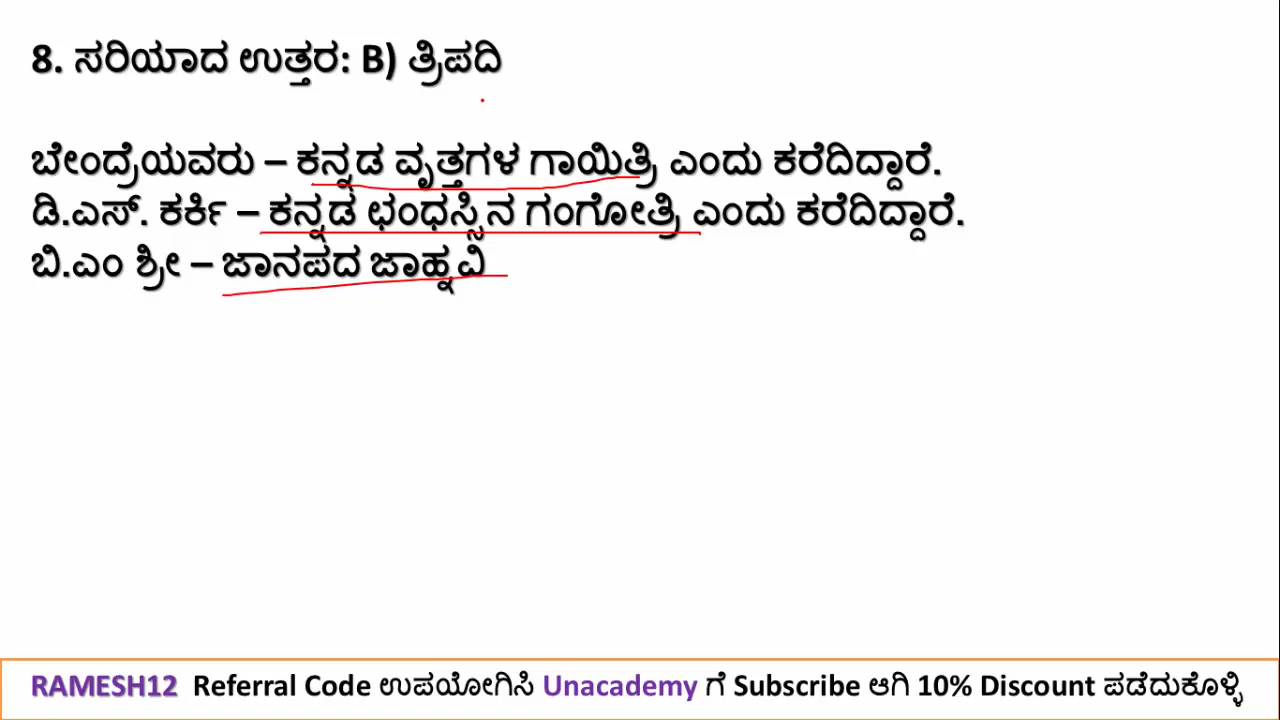 8. ಸರಿಯಾದ ಉತ್ತರ: B) ತ್ರಿಪದಿ
ಬೇಂದ್ರೆಯವರು – ಕನ್ನಡ ವೃತ್ತಗಳ ಗಾಯಿತ್ರಿ ಎಂದು ಕರೆದಿದ್ದಾರೆ.
ಡಿ.ಎಸ್. ಕರ್ಕಿ – ಕನ್ನಡ ಛಂಧಸ್ಸಿನ ಗಂಗೋತ್ರಿ ಎಂದು ಕರೆದಿದ್ದಾರೆ.
ಬಿ.ಎಂ ಶ್ರೀ – ಜಾನಪದ ಜಾಹ್ನವಿ
RAMESH12 Referral Code ಉಪಯೋಗಿಸಿ Unacademy ಗೆ Subscribe ಆಗಿ 10% Discount ಪಡೆದುಕೊಳ್ಳಿ